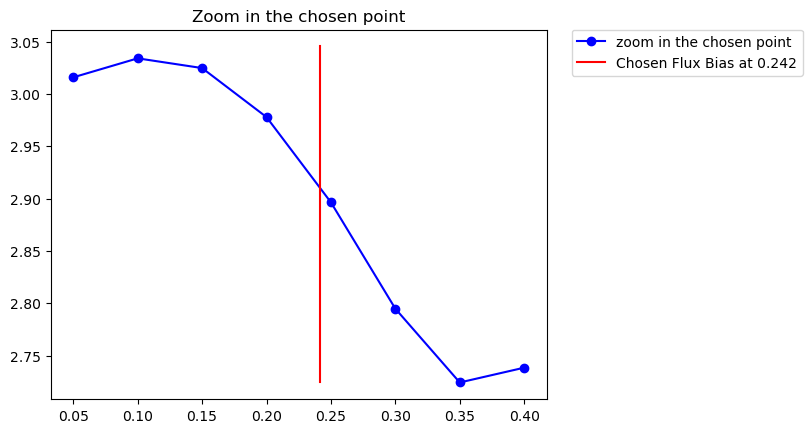 Zoom in the chosen point
zoom in the chosen point
Chosen Flux Bias at 0.242
3.05
3.00
2.95
2.90
2.85
2.80
2.75
0.05 0.10 0.15 0.20 0.25 0.30 0.35 0.40